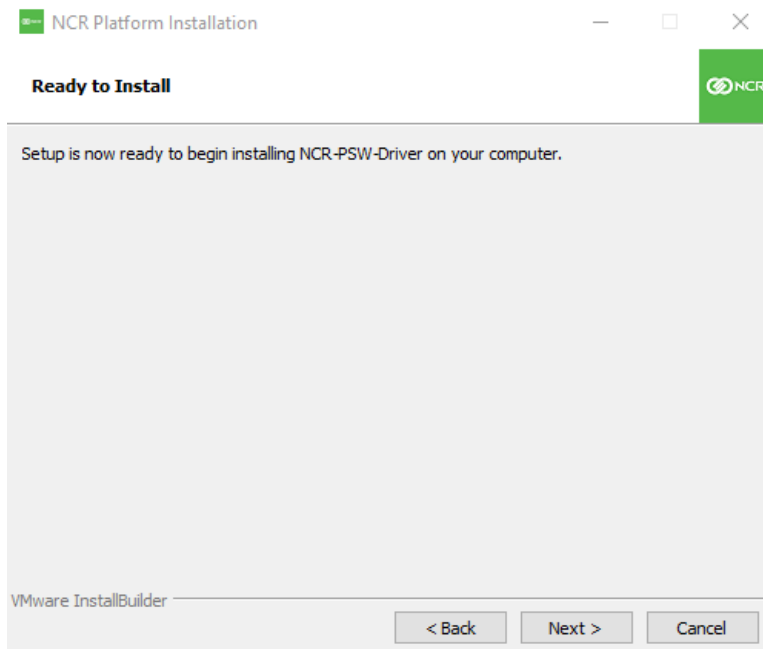 NCR Platform Installation
Ready to Install
NCR
Setup is now ready to begin installing NCR-PSW-Driver on your computer.
VMware InstallBuilder
< Back
Next >
Cancel